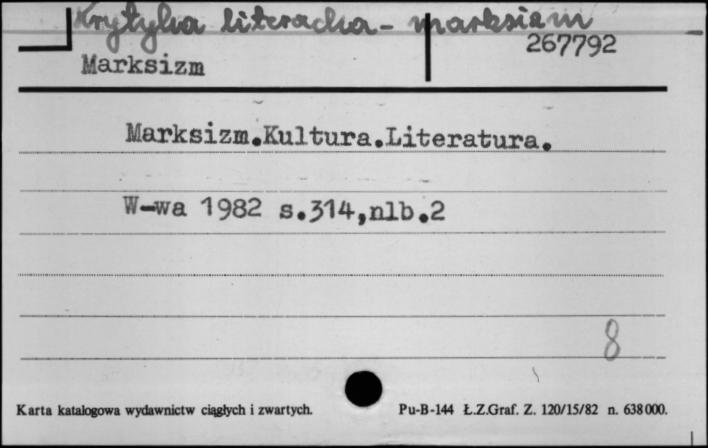 Krytyka literacka - marksizm
267792
Marksizm
Marksizm.Kultura.Literatura.
W-wa 1982 s.314,nlb.2
8
Karta katalogowa wydawnictw ciągłych i zwartych. Pu-B-144 Ł.Z.Graf. Z. 120/15/82 n. 638000.